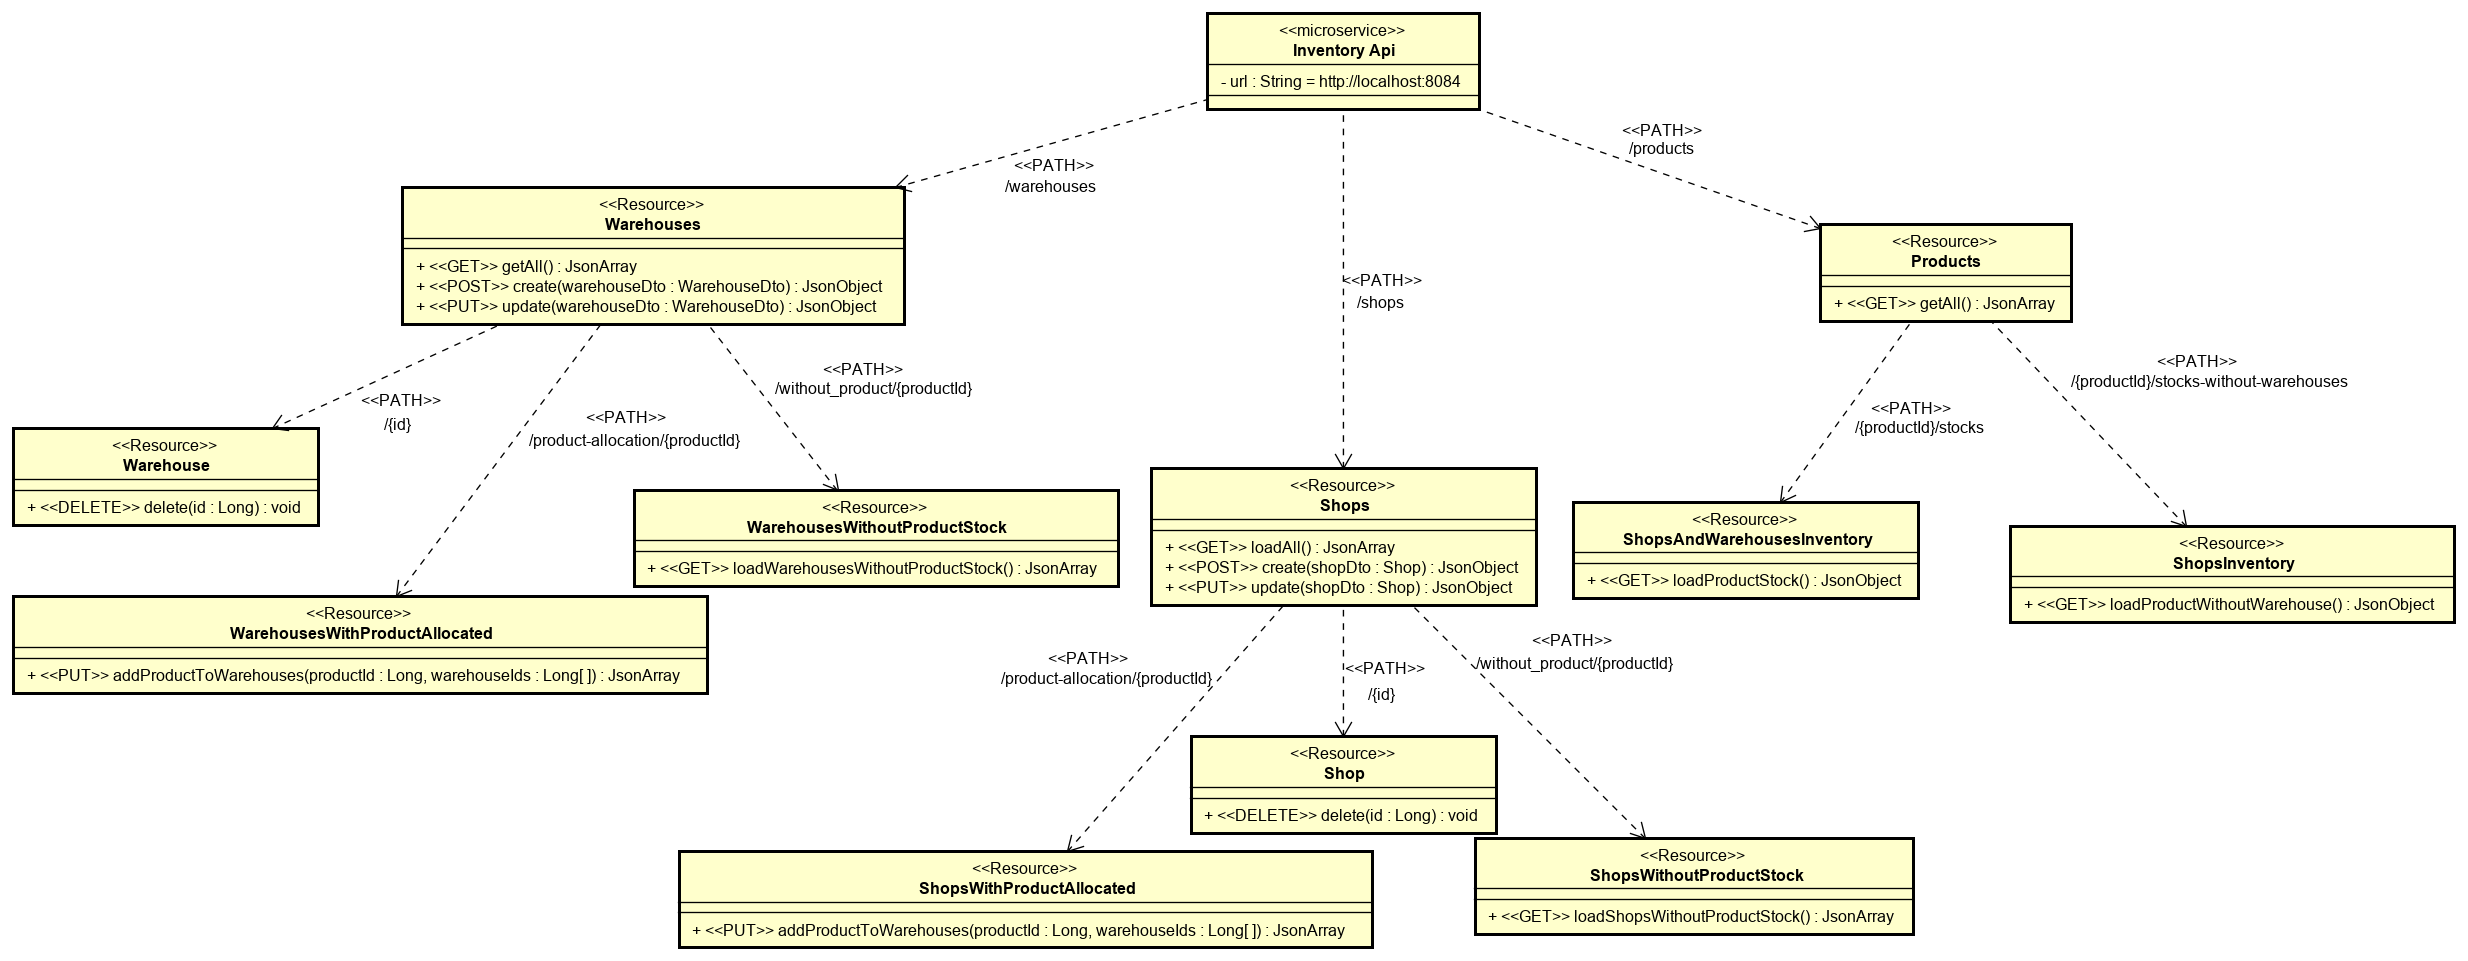 <<microservice>>
Inventory Api
- url : String = http://localhost:8084
<<PATH>>
/warehouses
<<PATH>>
/shops
<<PATH>>
/products
<<Resource>>
Warehouses
+ <<GET>> getAll() : JsonArray
+ <<POST>> create(warehouseDto : WarehouseDto) : JsonObject
+ <<PUT>> update(warehouseDto : WarehouseDto) : JsonObject
<<Resource>>
Products
+ <<GET>> getAll() : JsonArray
<<PATH>>
/{id}
<<PATH>>
/product-allocation/{productId}
<<PATH>>
/without_product/{productId}
<<PATH>>
/{productId}/stocks
<<PATH>>
/{productId}/stocks-without-warehouses
<<Resource>>
Warehouse
+ <<DELETE>> delete(id : Long) : void
<<Resource>>
WarehousesWithoutProductStock
+ <<GET>> loadWarehousesWithoutProductStock() : JsonArray
<<Resource>>
Shops
+ <<GET>> loadAll() : JsonArray
+ <<POST>> create(shopDto : Shop) : JsonObject
+ <<PUT>> update(shopDto : Shop) : JsonObject
<<Resource>>
ShopsAndWarehousesInventory
+ <<GET>> loadProductStock() : JsonObject
<<Resource>>
ShopsInventory
+ <<GET>> loadProductWithoutWarehouse() : JsonObject
<<Resource>>
WarehousesWithProductAllocated
+ <<PUT>> addProductToWarehouses(productId : Long, warehouseIds : Long[ ]) : JsonArray
<<PATH>>
/product-allocation/{productId}
<<PATH>>
/{id}
<<PATH>>
/without_product/{productId}
<<Resource>>
Shop
+ <<DELETE>> delete(id : Long) : void
<<Resource>>
ShopsWithProductAllocated
+ <<PUT>> addProductToWarehouses(productId : Long, warehouseIds : Long[ ]) : JsonArray
<<Resource>>
ShopsWithoutProductStock
+ <<GET>> loadShopsWithoutProductStock() : JsonArray